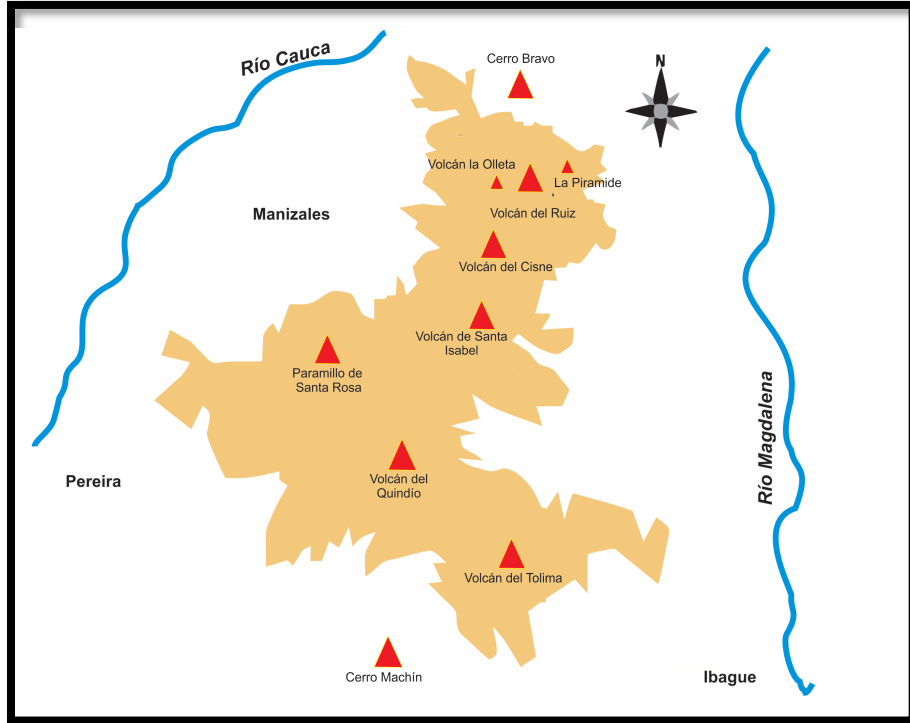 Río Cauca
Cerro Bravo
N
Volcán la Olleta
La Piramide
Manizales
Volcán del Ruiz
Volcán del Cisne
Volcán de Santa
Isabel
Paramillo de
Santa Rosa
Río Magdalena
Pereira
Volcán del
Quindío
Volcán del Tolima
Cerro Machín
Ibague